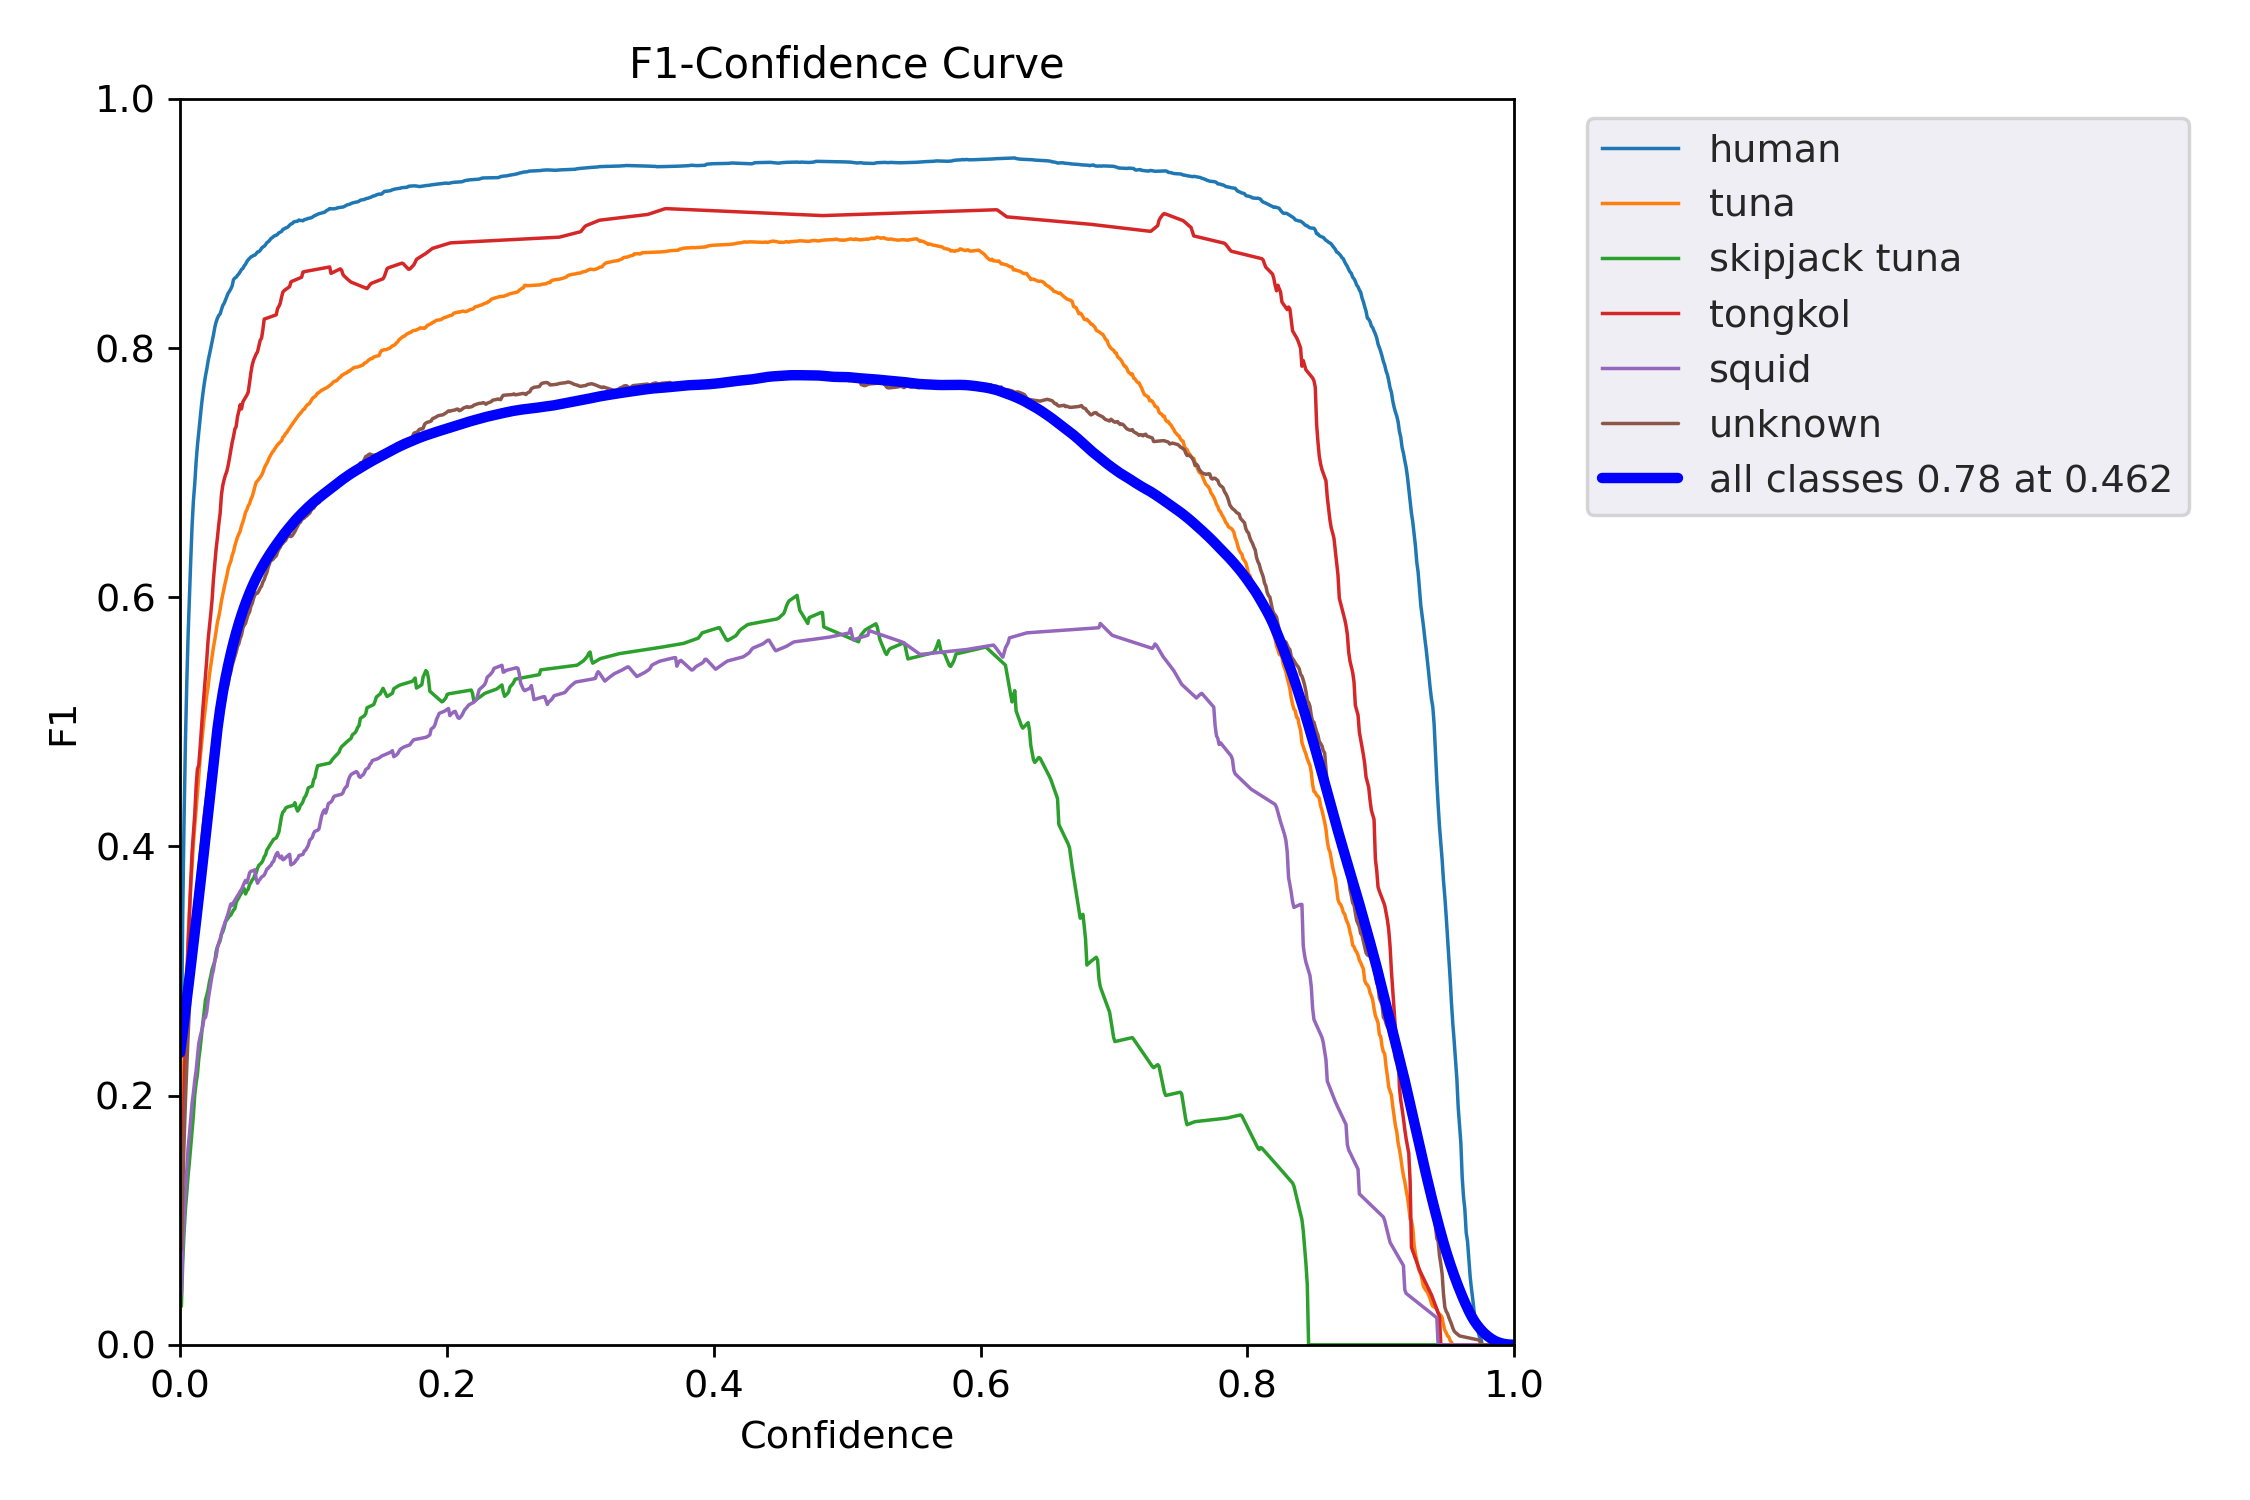 F1-Confidence Curve
1.0
0.8
0.6
0.4
0.2
0.0
F1
0.0 0.2 0.4 0.6 0.8 1.0
Confidence
human
tuna
skipjack tuna
tongkol
squid
unknown
all classes 0.78 at 0.462